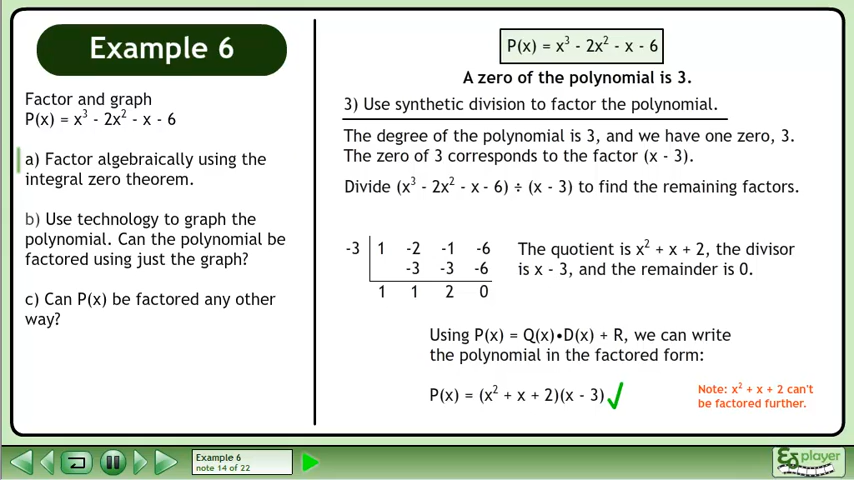 Example 6
Factor and graph
P(x) = x³ - 2x² - x - 6
a) Factor algebraically using the
integral zero theorem.
b) Use technology to graph the
polynomial. Can the polynomial be
factored using just the graph?
c) Can P(x) be factored any other
way?
P(x) = x³ - 2x² - x - 6
A zero of the polynomial is 3.
3) Use synthetic division to factor the polynomial.
The degree of the polynomial is 3, and we have one zero, 3.
The zero of 3 corresponds to the factor (x - 3).
Divide (x³ - 2x² - x - 6) ÷ (x - 3) to find the remaining factors.
-3 1 -2 -1 -6
-3 -3 -6
1 1 2 0
The quotient is x² + x + 2, the divisor
is x - 3, and the remainder is 0.
Using P(x) = Q(x)•D(x) + R, we can write
the polynomial in the factored form:
P(x) = (x² + x + 2)(x - 3)
Note: x² + x + 2 can't
be factored further.
Example 6
note 14 of 22
player